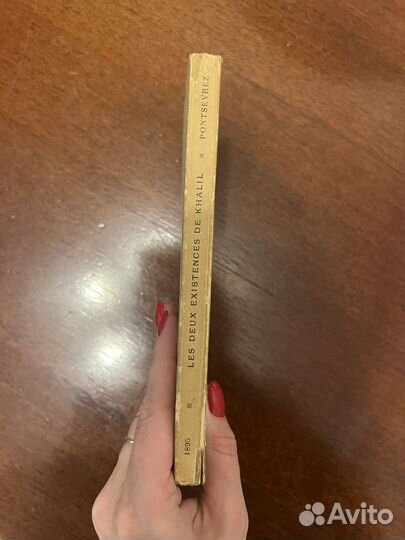 PONTSEVREZ
LES DEUX EXISTENCES DE KHALIL
1895
Avito